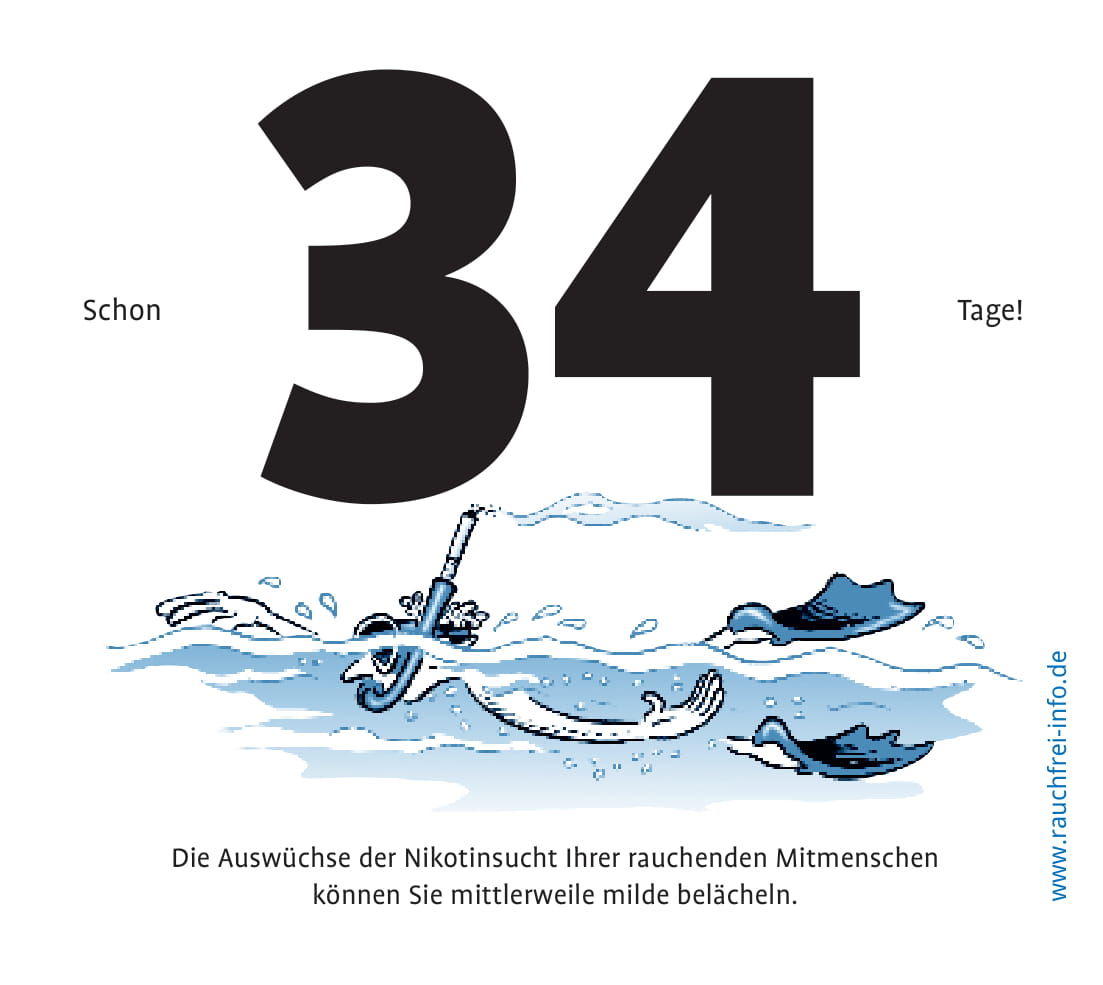 Schon
34
Tage!
Die Auswüchse der Nikotinsucht Ihrer rauchenden Mitmenschen
können Sie mittlerweile milde belächeln.
www.rauchfrei-info.de